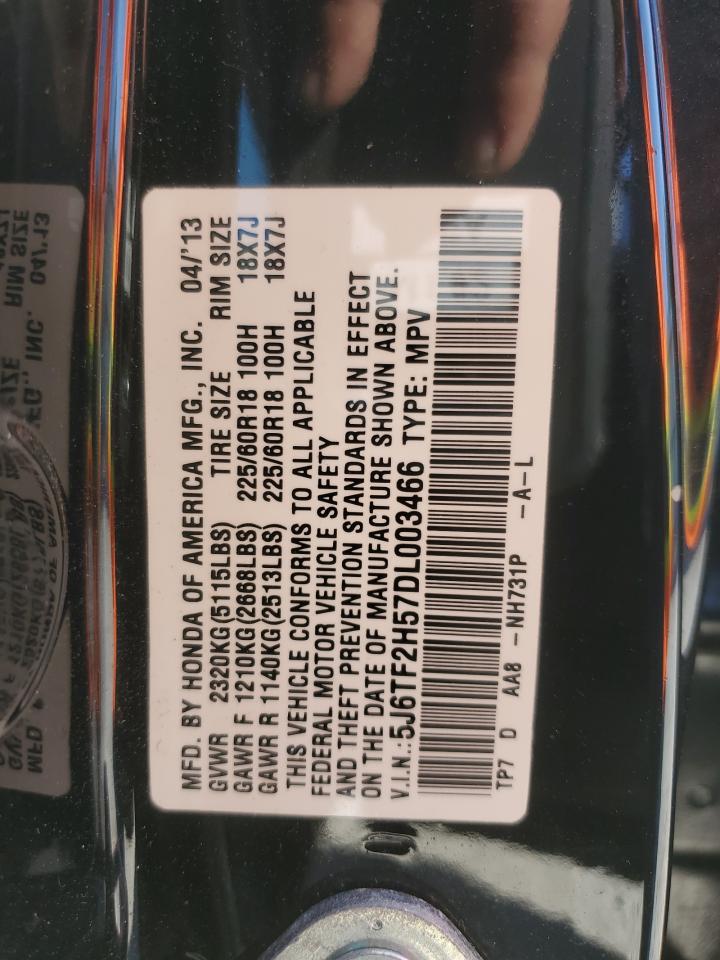 MFD. BY HONDA OF AMERICA MFG., INC. 04/'13
GVWR 2320KG(5115LBS) TIRE SIZE RIM SIZE
GAWR F 1210KG(2668LBS) 225/60R18 100H 18X7J
GAWR R 1140KG(2513LBS) 225/60R18 100H 18X7J
THIS VEHICLE CONFORMS TO ALL APPLICABLE
FEDERAL MOTOR VEHICLE SAFETY
AND THEFT PREVENTION STANDARDS IN EFFECT
ON THE DATE OF MANUFACTURE SHOWN ABOVE.
V.I.N.:5J6TF2H57DL003466 TYPE: MPV
TP7 D AA8 -NH731P -A-L